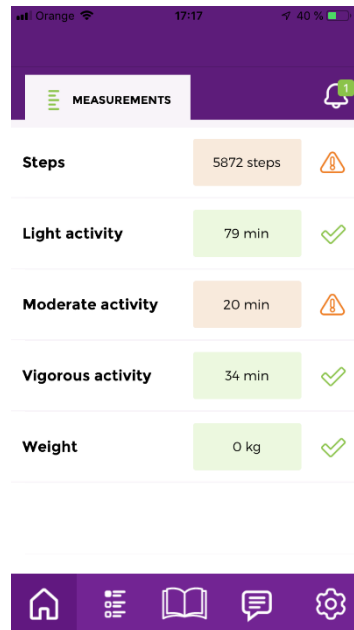 Orange 17:17 40 %
MEASUREMENTS
1
Steps 5872 steps
Light activity 79 min
Moderate activity 20 min
Vigorous activity 34 min
Weight 0 kg